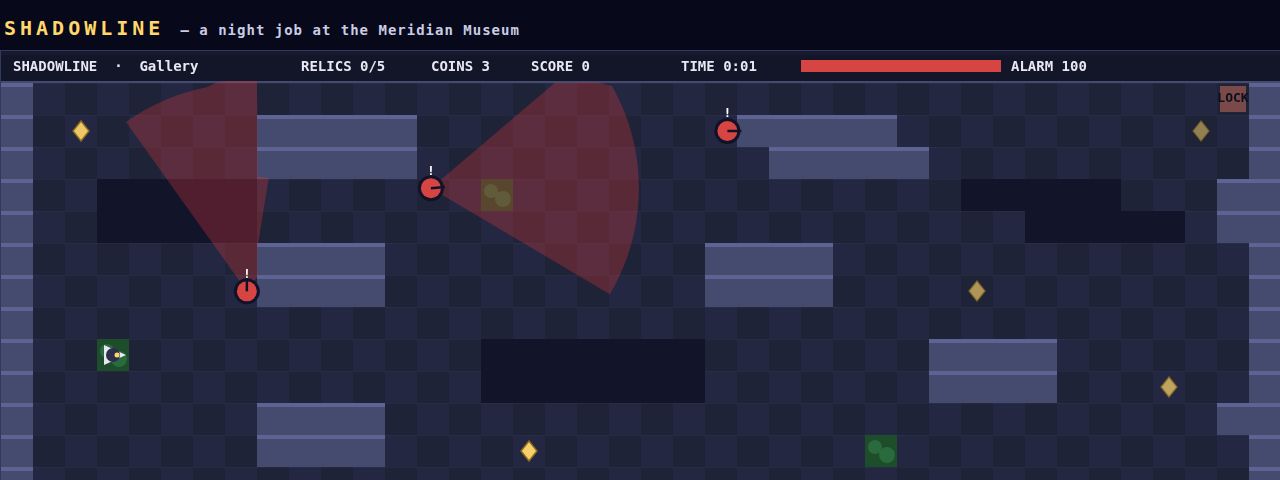 SHADOWLINE — a night job at the Meridian Museum
SHADOWLINE · Gallery RELICS 0/5 COINS 3 SCORE 0 TIME 0:01 ALARM 100
LOCK
!
!
!